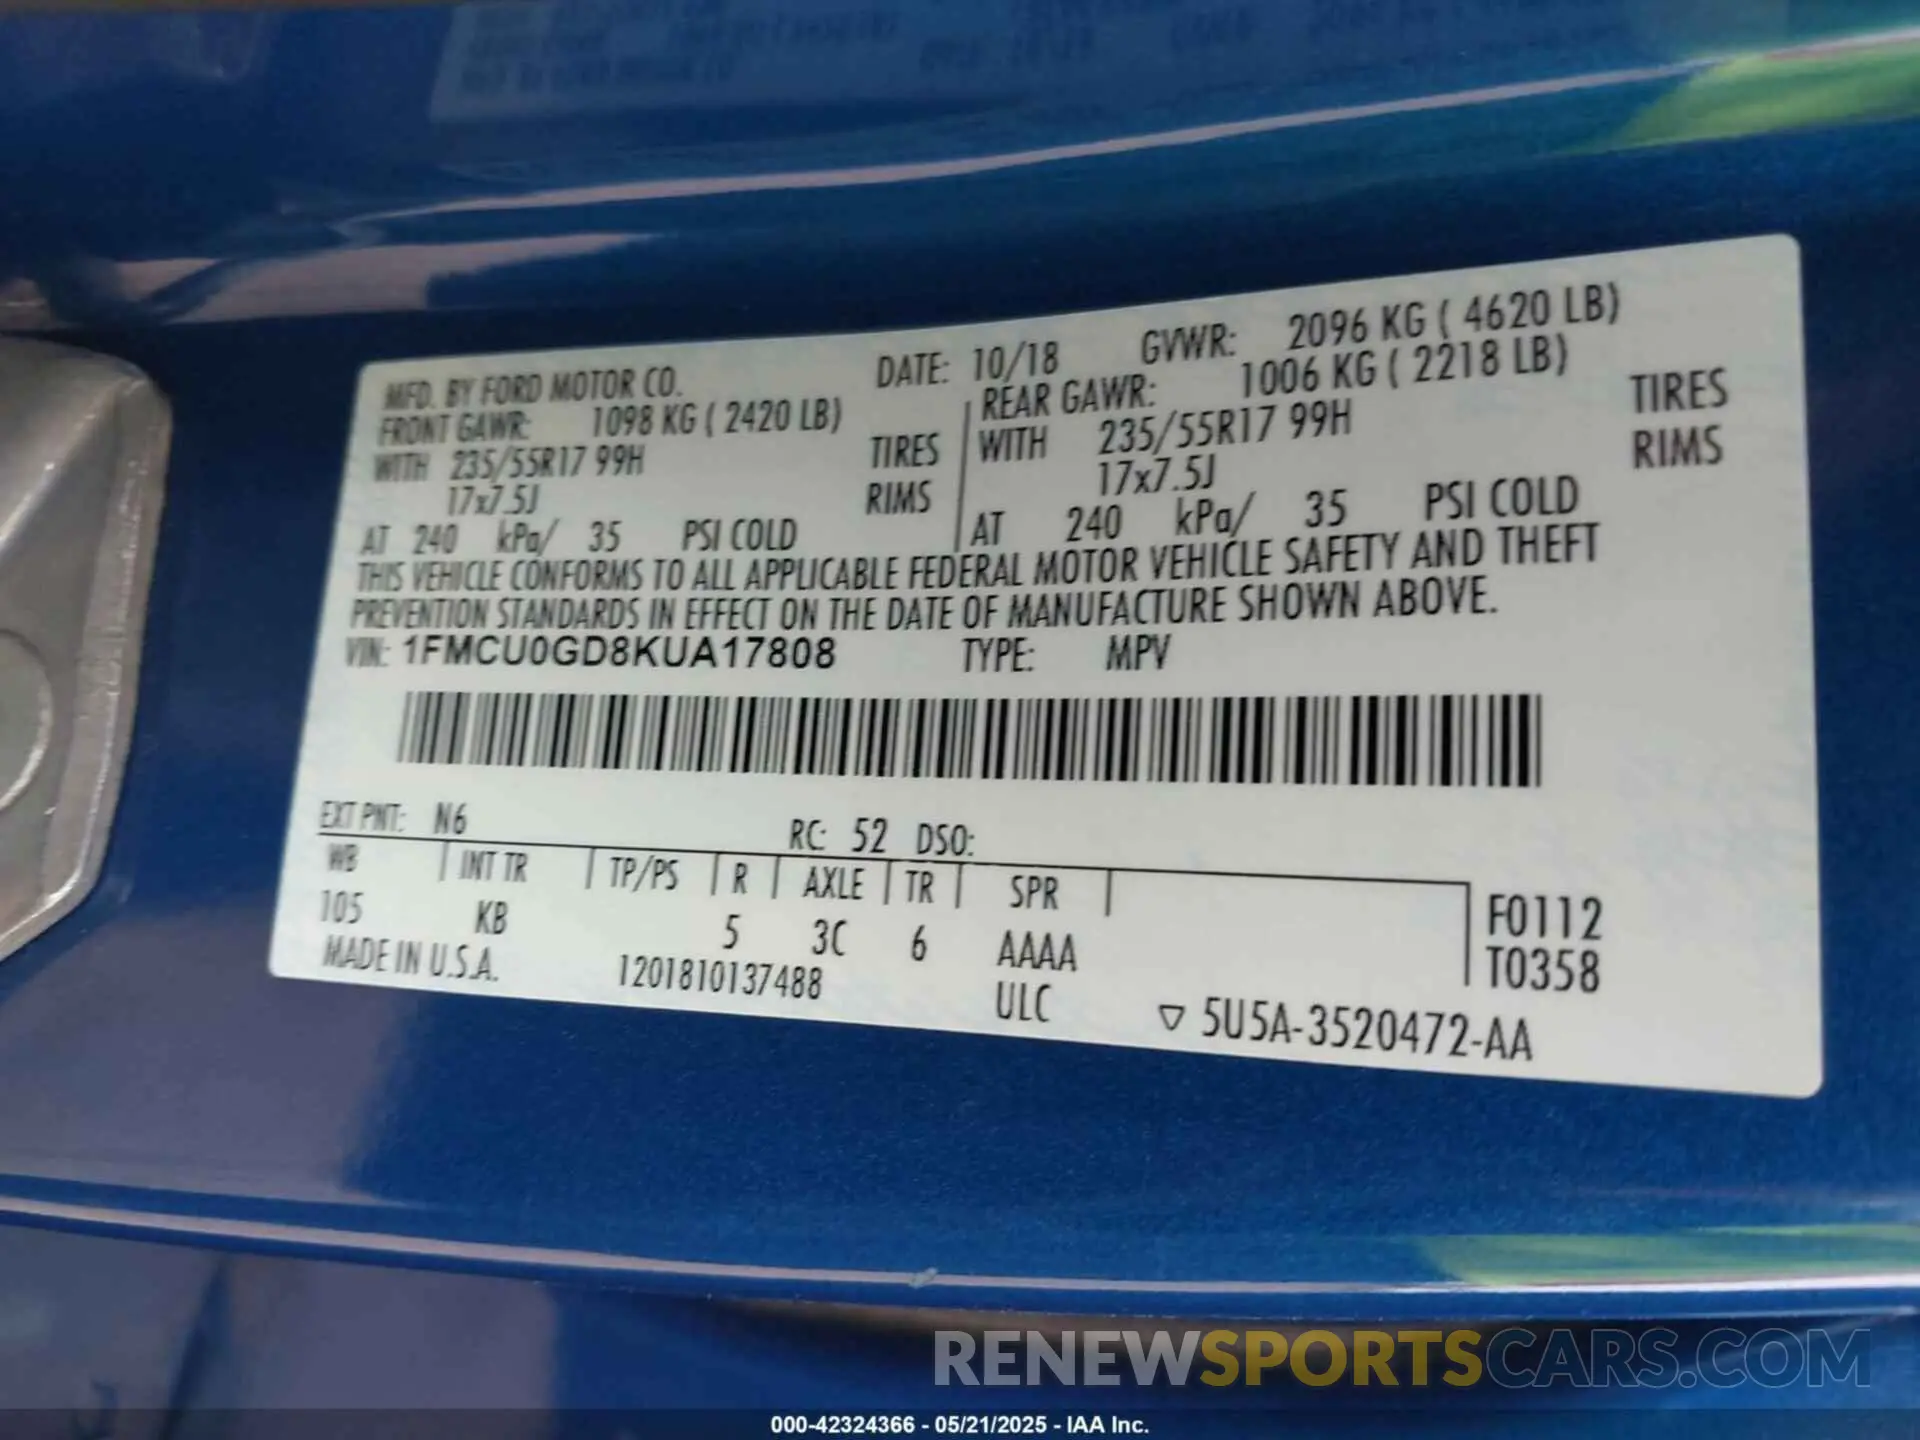 MFD. BY FORD MOTOR CO. DATE: 10/18 GVWR: 2096 KG ( 4620 LB)
FRONT GAWR: 1098 KG ( 2420 LB) REAR GAWR: 1006 KG ( 2218 LB)
WITH 235/55R17 99H TIRES WITH 235/55R17 99H TIRES
17x7.5J RIMS 17x7.5J RIMS
AT 240 kPa/ 35 PSI COLD AT 240 kPa/ 35 PSI COLD
THIS VEHICLE CONFORMS TO ALL APPLICABLE FEDERAL MOTOR VEHICLE SAFETY AND THEFT
PREVENTION STANDARDS IN EFFECT ON THE DATE OF MANUFACTURE SHOWN ABOVE.
VIN: 1FMCU0GD8KUA17808 TYPE: MPV
EXT PNT: N6 RC: 52 DSO:
WB INT TR TP/PS R AXLE TR SPR
105 KB 5 3C 6 AAAA F0112
T0358
MADE IN U.S.A. 1201810137488 ULC ▽ 5U5A-3520472-AA
RENEWSPORTSCARS.COM
000-42324366 - 05/21/2025 - IAA Inc.